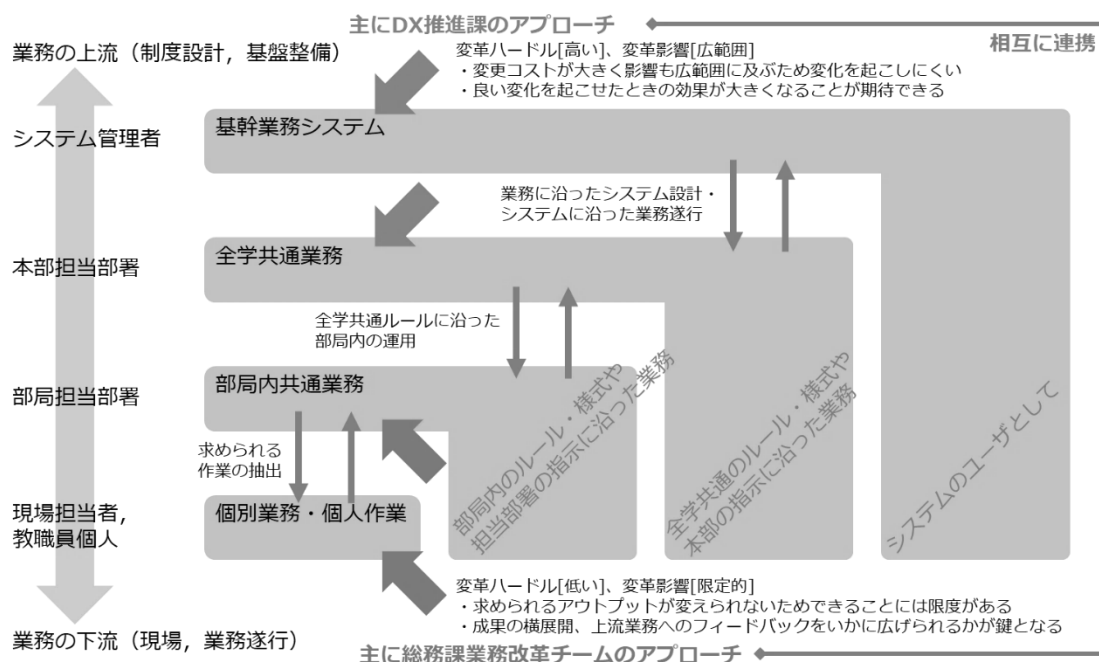 主にDX推進課のアプローチ
相互に連携
業務の上流（制度設計，基盤整備）
変革ハードル[高い]、変革影響[広範囲]
・変更コストが大きく影響も広範囲に及ぶため変化を起こしにくい
・良い変化を起こせたときの効果が大きくなることが期待できる
システム管理者
基幹業務システム
業務に沿ったシステム設計・
システムに沿った業務遂行
本部担当部署
全学共通業務
全学共通ルールに沿った
部局内の運用
部局担当部署
部局内共通業務
求められる
作業の抽出
現場担当者，
教職員個人
個別業務・個人作業
部局内のルール・様式や
担当部署の指示に沿った業務
全学共通のルール・様式や
本部の指示に沿った業務
システムのユーザとして
変革ハードル[低い]、変革影響[限定的]
・求められるアウトプットが変えられないためできることには限度がある
・成果の横展開、上流業務へのフィードバックをいかに広げられるかが鍵となる
業務の下流（現場，業務遂行）
主に総務課業務改革チームのアプローチ